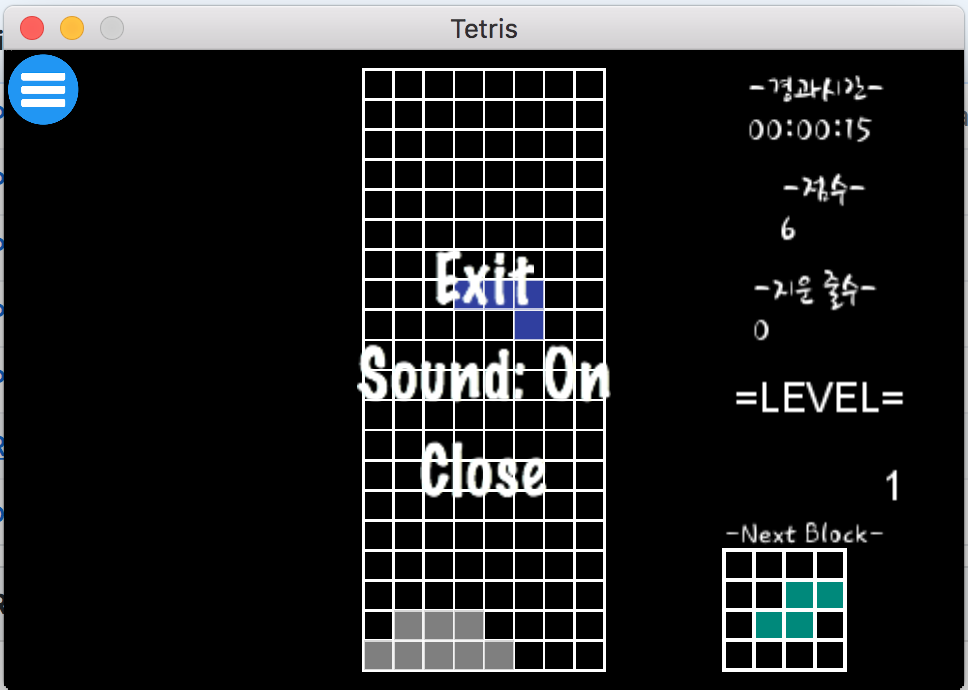 Tetris
-경과시간-
00:00:15
-점수-
6
-지운 줄수-
0
=LEVEL=
1
-Next Block-
Exit
Sound: On
Close